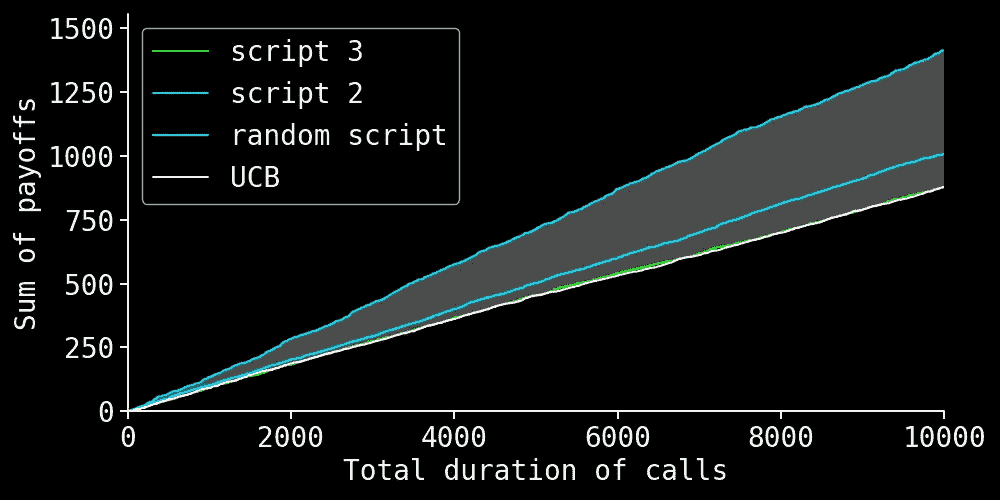 1500
1250
1000
750
500
250
0
Sum of payoffs
script 3
script 2
random script
UCB
0 2000 4000 6000 8000 10000
Total duration of calls